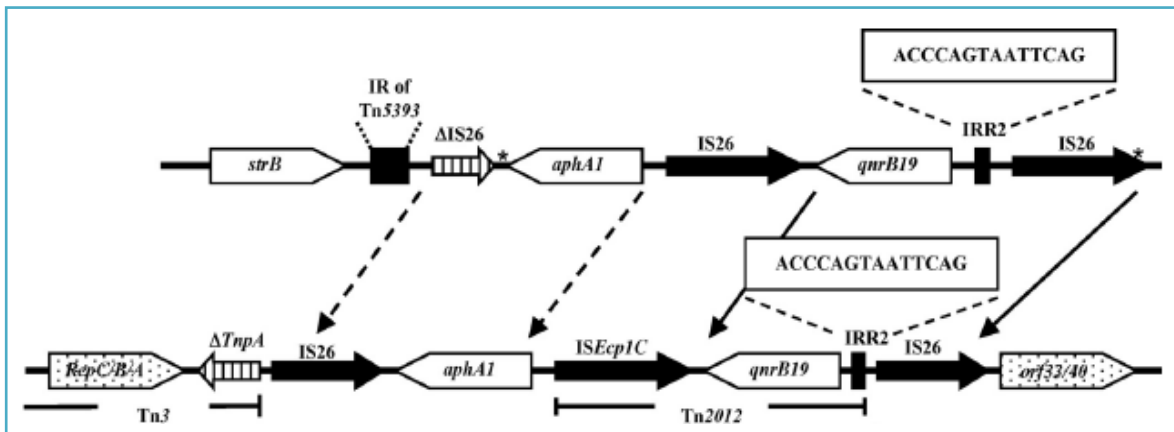 ACCCAGTAATTCAG
IR of
Tn5393
ΔIS26
IRR2
IS26
IS26
*
*
strB
aphA1
qnrB19
ACCCAGTAATTCAG
ΔTnpA
IS26
ISEcp1C
IRR2
IS26
RepC/B/A
aphA1
qnrB19
orf33/40
Tn3
Tn2012